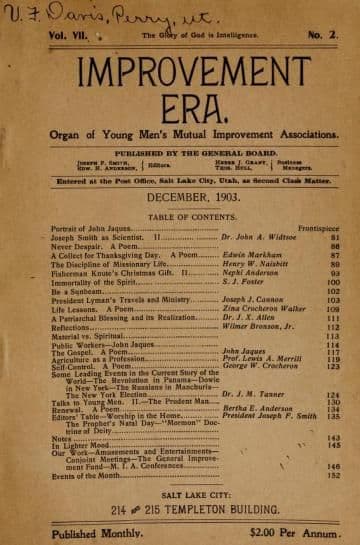 V. F. Davis, Perry, ut.
Vol. VII. The Glory of God is Intelligence. No. 2.
IMPROVEMENT
ERA.
Organ of Young Men's Mutual Improvement Associations.
PUBLISHED BY THE GENERAL BOARD.
JOSEPH F. SMITH, EDW. H. ANDERSON, } Editors. HEBER J. GRANT, THOS. HULL, } Business Managers.
Entered at the Post Office, Salt Lake City, Utah, as Second Class Matter.
DECEMBER, 1903.
TABLE OF CONTENTS.
Portrait of John Jaques.................... Frontispiece
Joseph Smith as Scientist. II.................... Dr. John A. Widtsoe 81
Never Despair. A Poem.................... 86
A Collect for Thanksgiving Day. A Poem.......... Edwin Markham 87
The Discipline of Missionary Life.......... Henry W. Naisbitt 89
Fisherman Knute's Christmas Gift. II.......... Nephi Anderson 93
Immortality of the Spirit.......... S. J. Foster 100
Be a Sunbeam.................... 102
President Lyman's Travels and Ministry.......... Joseph J. Cannon 103
Life Lessons. A Poem.......... Zina Crocheron Walker 109
A Patriarchal Blessing and its Realization.......... Dr. J. X. Allen 111
Reflections.......... Wilmer Bronson, Jr. 112
Material vs. Spiritual.................... 113
Public Workers—John Jaques.................... 114
The Gospel. A Poem.......... John Jaques 117
Agriculture as a Profession.......... Prof. Lewis A. Merrill 119
Self-Control. A Poem.......... George W. Crocheron 123
Some Leading Events in the Current Story of the
World—The Revolution in Panama—Dowie
in New York—The Russians in Manchuria—
The New York Election.......... Dr. J. M. Tanner 124
Talks to Young Men. II.—The Prudent Man.......... 130
Renewal. A Poem.......... Bertha E. Anderson 134
Editors' Table—Worship in the Home.......... President Joseph F. Smith 135
The Prophet's Natal Day—"Mormon" Doc-
trine of Deity
Notes.................... 143
In Lighter Mood.................... 145
Our Work—Amusements and Entertainments—
Conjoint Meetings—The General Improve-
ment Fund—M. I. A. Conferences.......... 146
Events of the Month.................... 152
SALT LAKE CITY:
214 AND 215 TEMPLETON BUILDING.
Published Monthly. $2.00 Per Annum.